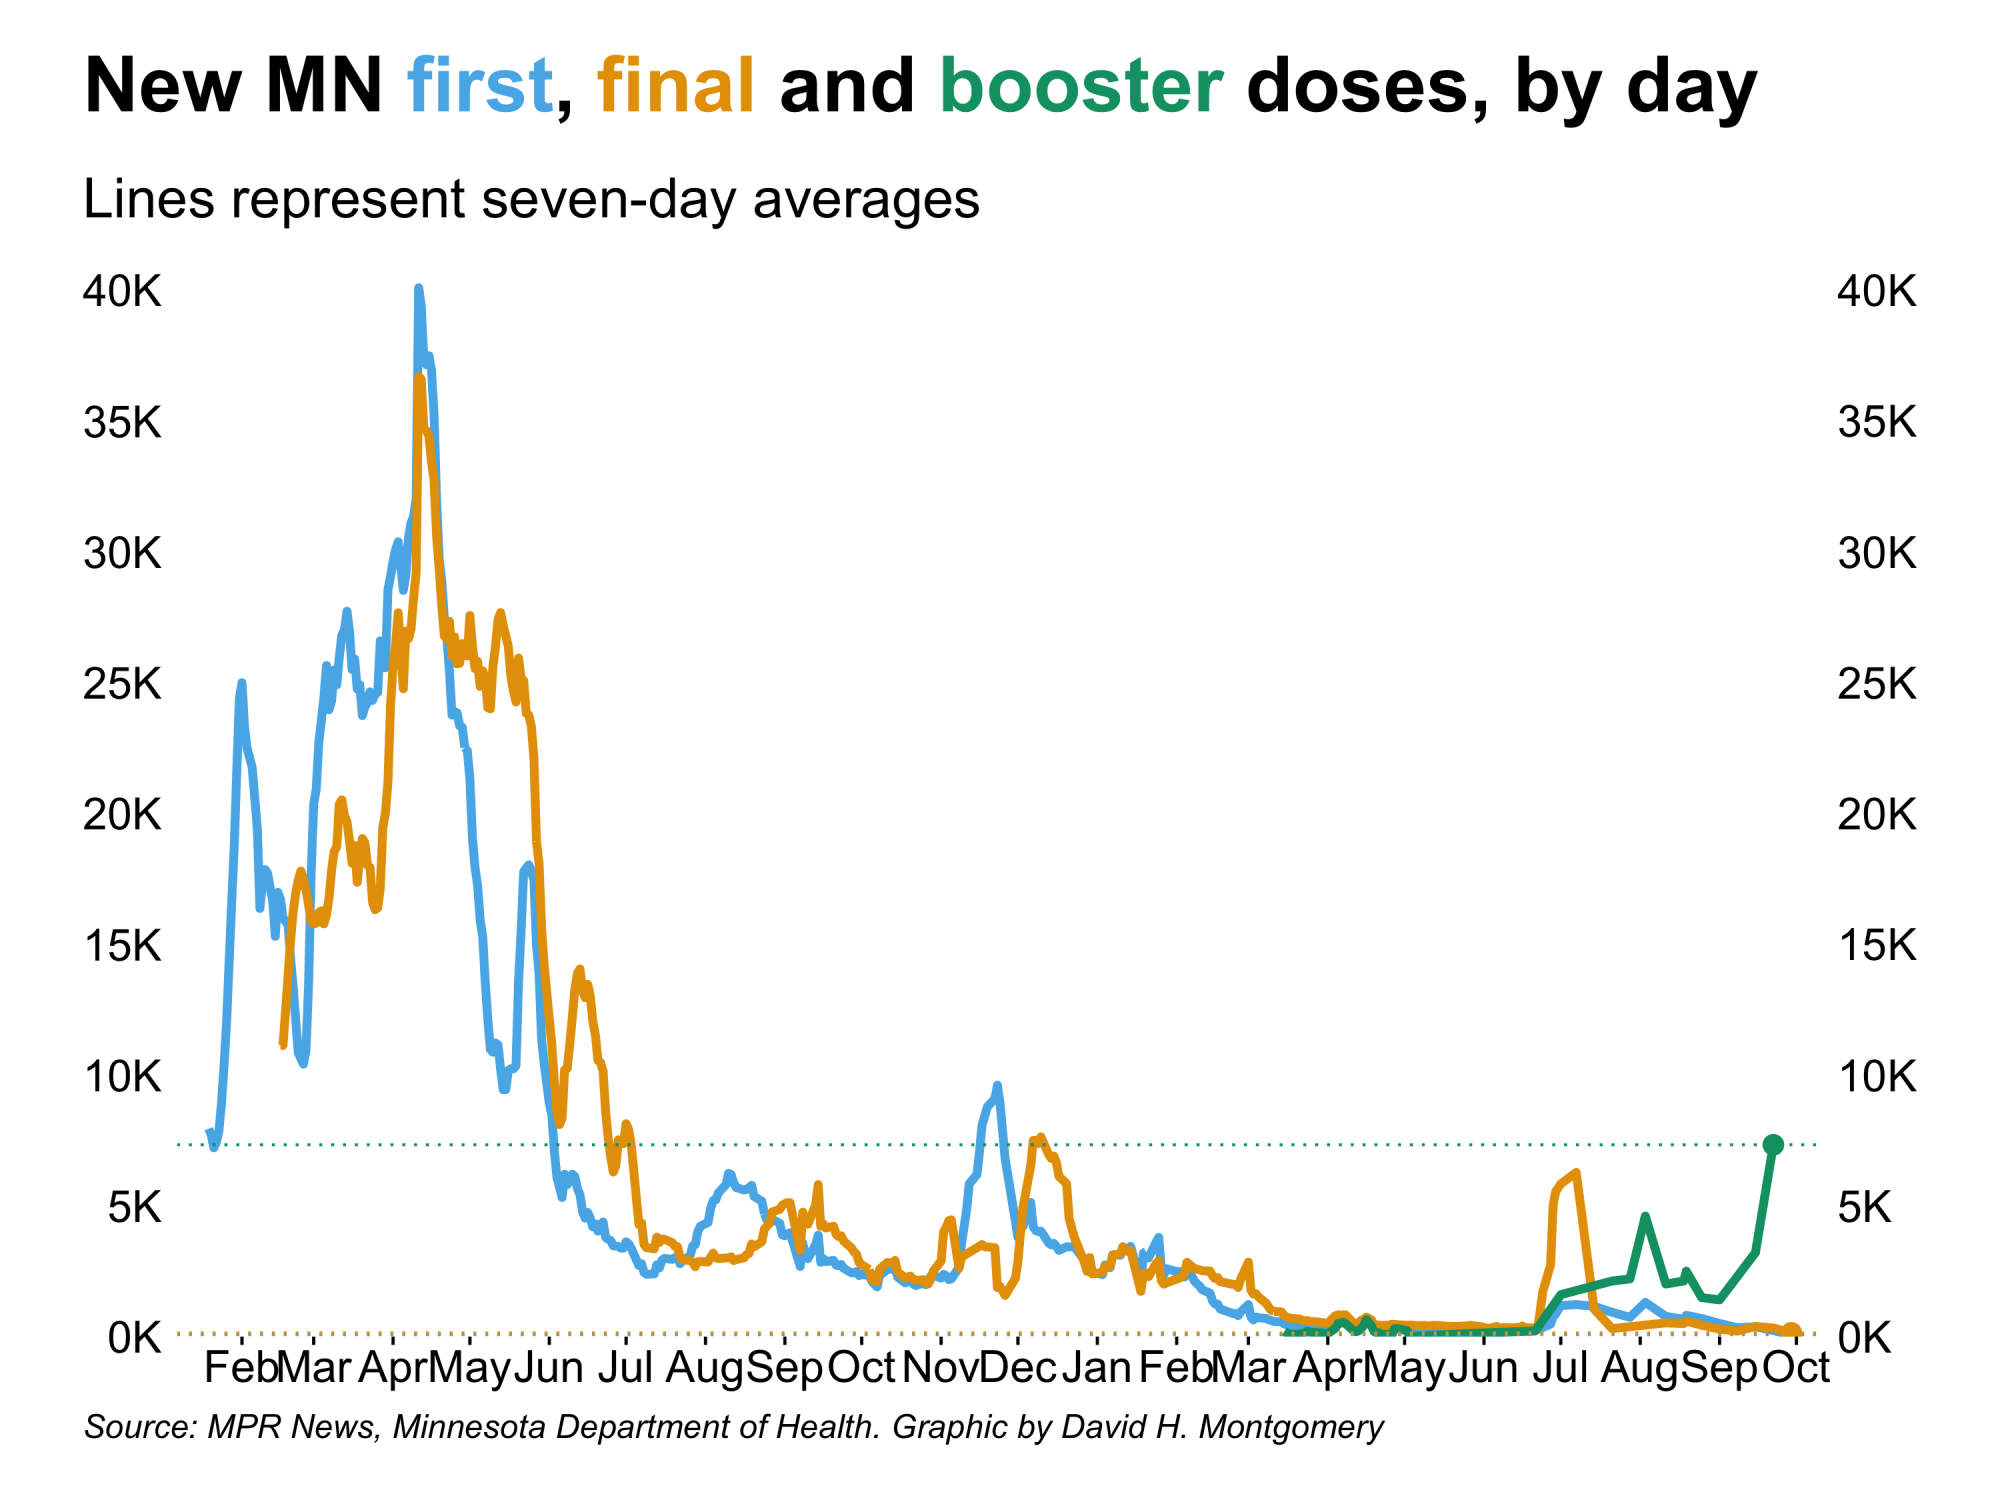 New MN first, final and booster doses, by day
Lines represent seven-day averages
40K 40K
35K 35K
30K 30K
25K 25K
20K 20K
15K 15K
10K 10K
5K 5K
0K 0K
Feb Mar Apr May Jun Jul Aug Sep Oct Nov Dec Jan Feb Mar Apr May Jun Jul Aug Sep Oct
Source: MPR News, Minnesota Department of Health. Graphic by David H. Montgomery